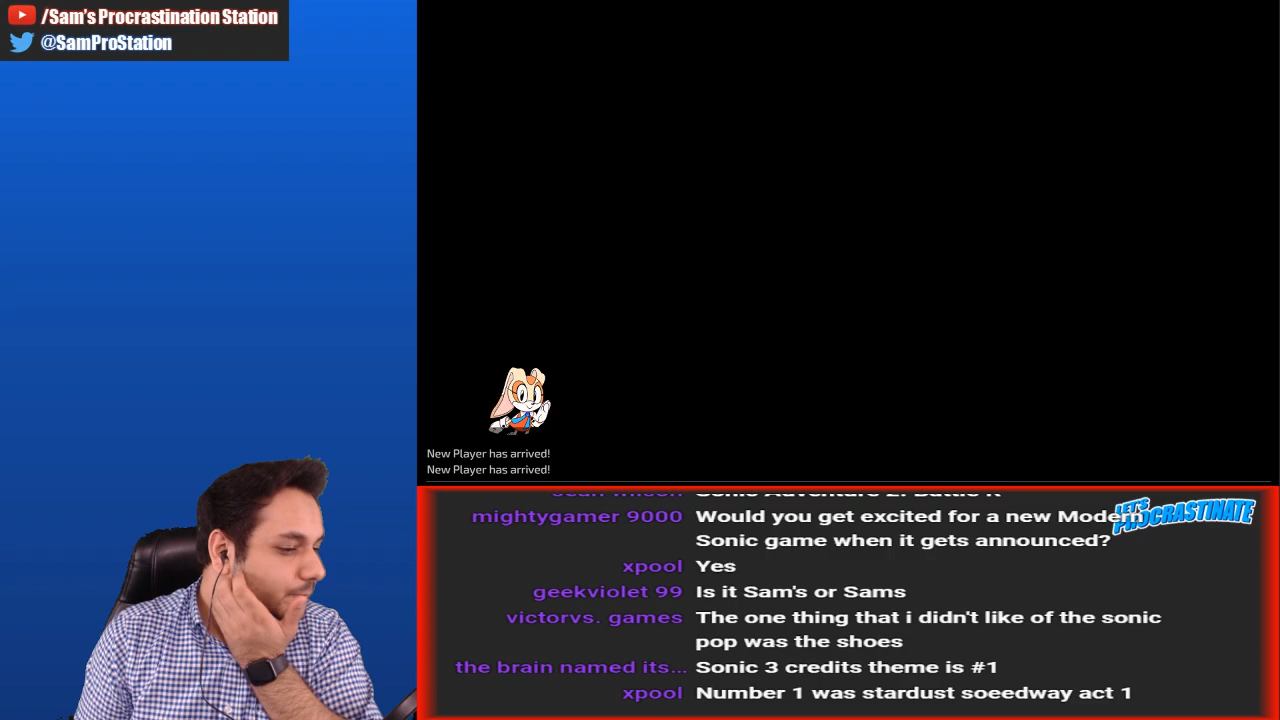 /Sam's Procrastination Station
@SamProStation
New Player has arrived!
New Player has arrived!
mightygamer 9000 Would you get excited for a new Modern
Sonic game when it gets announced?
LET'S
PROCRASTINATE
xpool Yes
geekviolet 99 Is it Sam's or Sams
victorvs. games The one thing that i didn't like of the sonic
pop was the shoes
the brain named its... Sonic 3 credits theme is #1
xpool Number 1 was stardust soeedway act 1